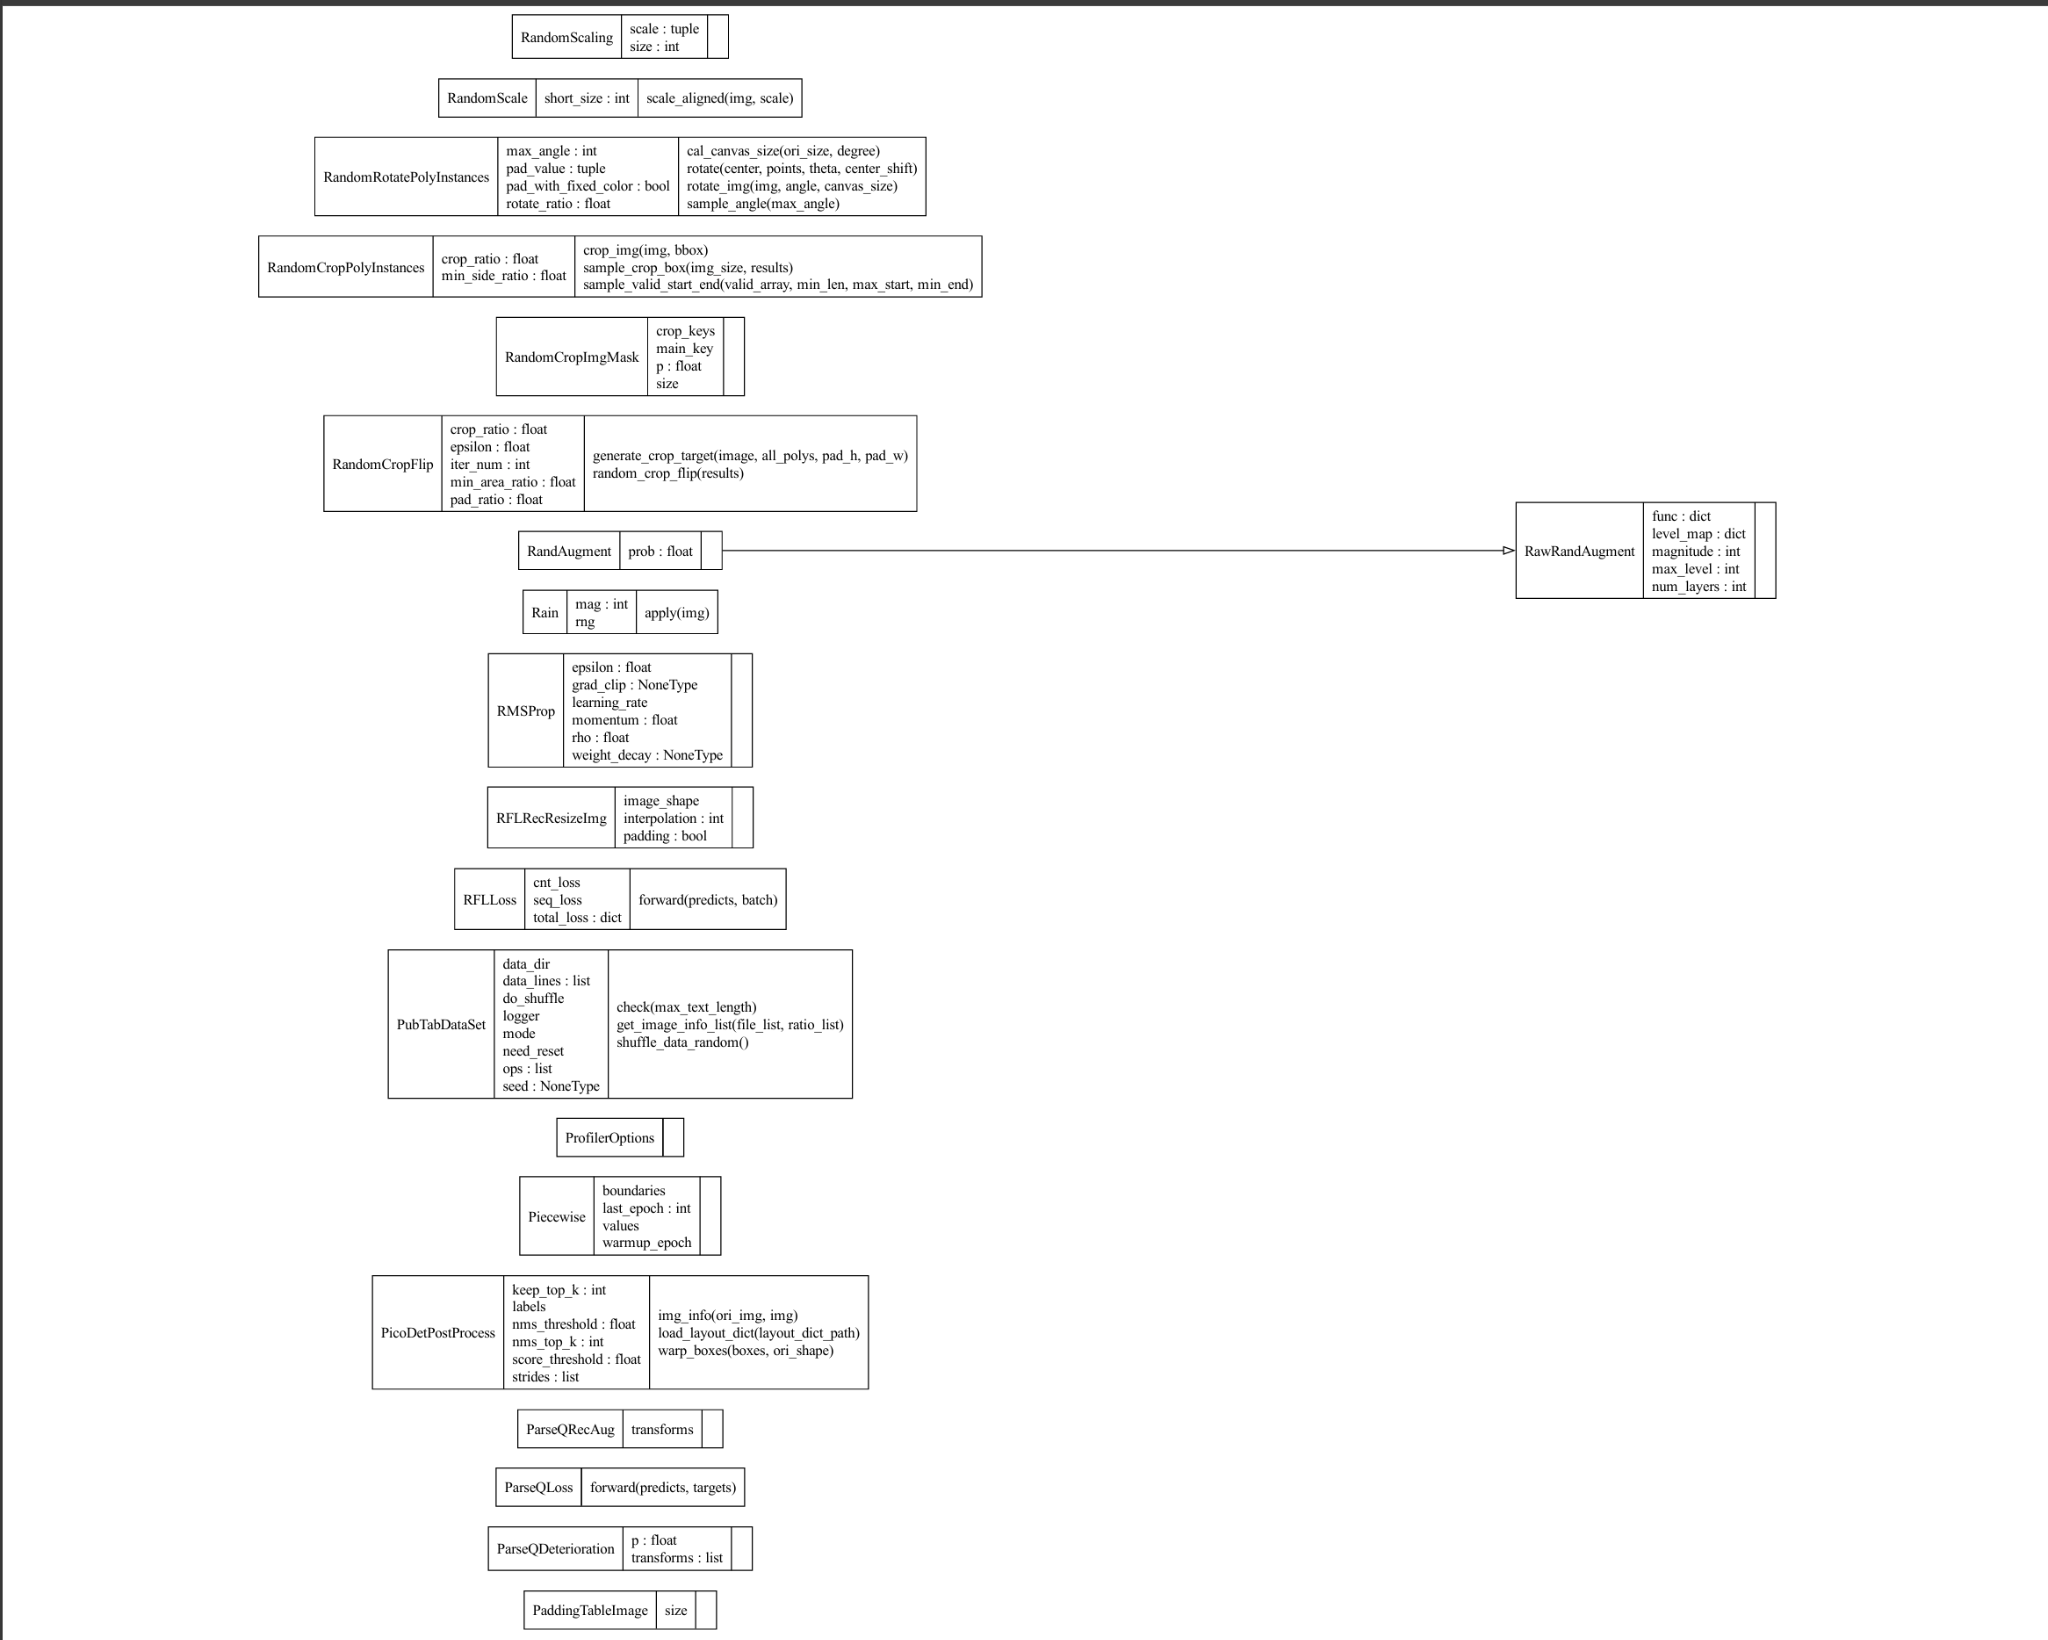 RandomScaling
scale : tuple
size : int
RandomScale
short_size : int
scale_aligned(img, scale)
RandomRotatePolyInstances
max_angle : int
pad_value : tuple
pad_with_fixed_color : bool
rotate_ratio : float
cal_canvas_size(ori_size, degree)
rotate(center, points, theta, center_shift)
rotate_img(img, angle, canvas_size)
sample_angle(max_angle)
RandomCropPolyInstances
crop_ratio : float
min_side_ratio : float
crop_img(img, bbox)
sample_crop_box(img_size, results)
sample_valid_start_end(valid_array, min_len, max_start, min_end)
RandomCropImgMask
crop_keys
main_key
p : float
size
RandomCropFlip
crop_ratio : float
epsilon : float
iter_num : int
min_area_ratio : float
pad_ratio : float
generate_crop_target(image, all_polys, pad_h, pad_w)
random_crop_flip(results)
RandAugment
prob : float
RawRandAugment
func : dict
level_map : dict
magnitude : int
max_level : int
num_layers : int
Rain
mag : int
rng
apply(img)
RMSProp
epsilon : float
grad_clip : NoneType
learning_rate
momentum : float
rho : float
weight_decay : NoneType
RFLRecResizeImg
image_shape
interpolation : int
padding : bool
RFLLoss
cnt_loss
seq_loss
total_loss : dict
forward(predicts, batch)
PubTabDataSet
data_dir
data_lines : list
do_shuffle
logger
mode
need_reset
ops : list
seed : NoneType
check(max_text_length)
get_image_info_list(file_list, ratio_list)
shuffle_data_random()
ProfilerOptions
Piecewise
boundaries
last_epoch : int
values
warmup_epoch
PicoDetPostProcess
keep_top_k : int
labels
nms_threshold : float
nms_top_k : int
score_threshold : float
strides : list
img_info(ori_img, img)
load_layout_dict(layout_dict_path)
warp_boxes(boxes, ori_shape)
ParseQRecAug
transforms
ParseQLoss
forward(predicts, targets)
ParseQDeterioration
p : float
transforms : list
PaddingTableImage
size